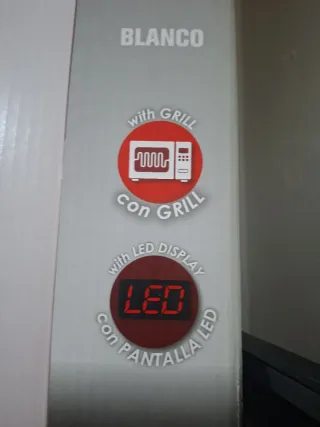 BLANCO
with GRILL
con GRILL
with LED DISPLAY
LED
con PANTALLA LED